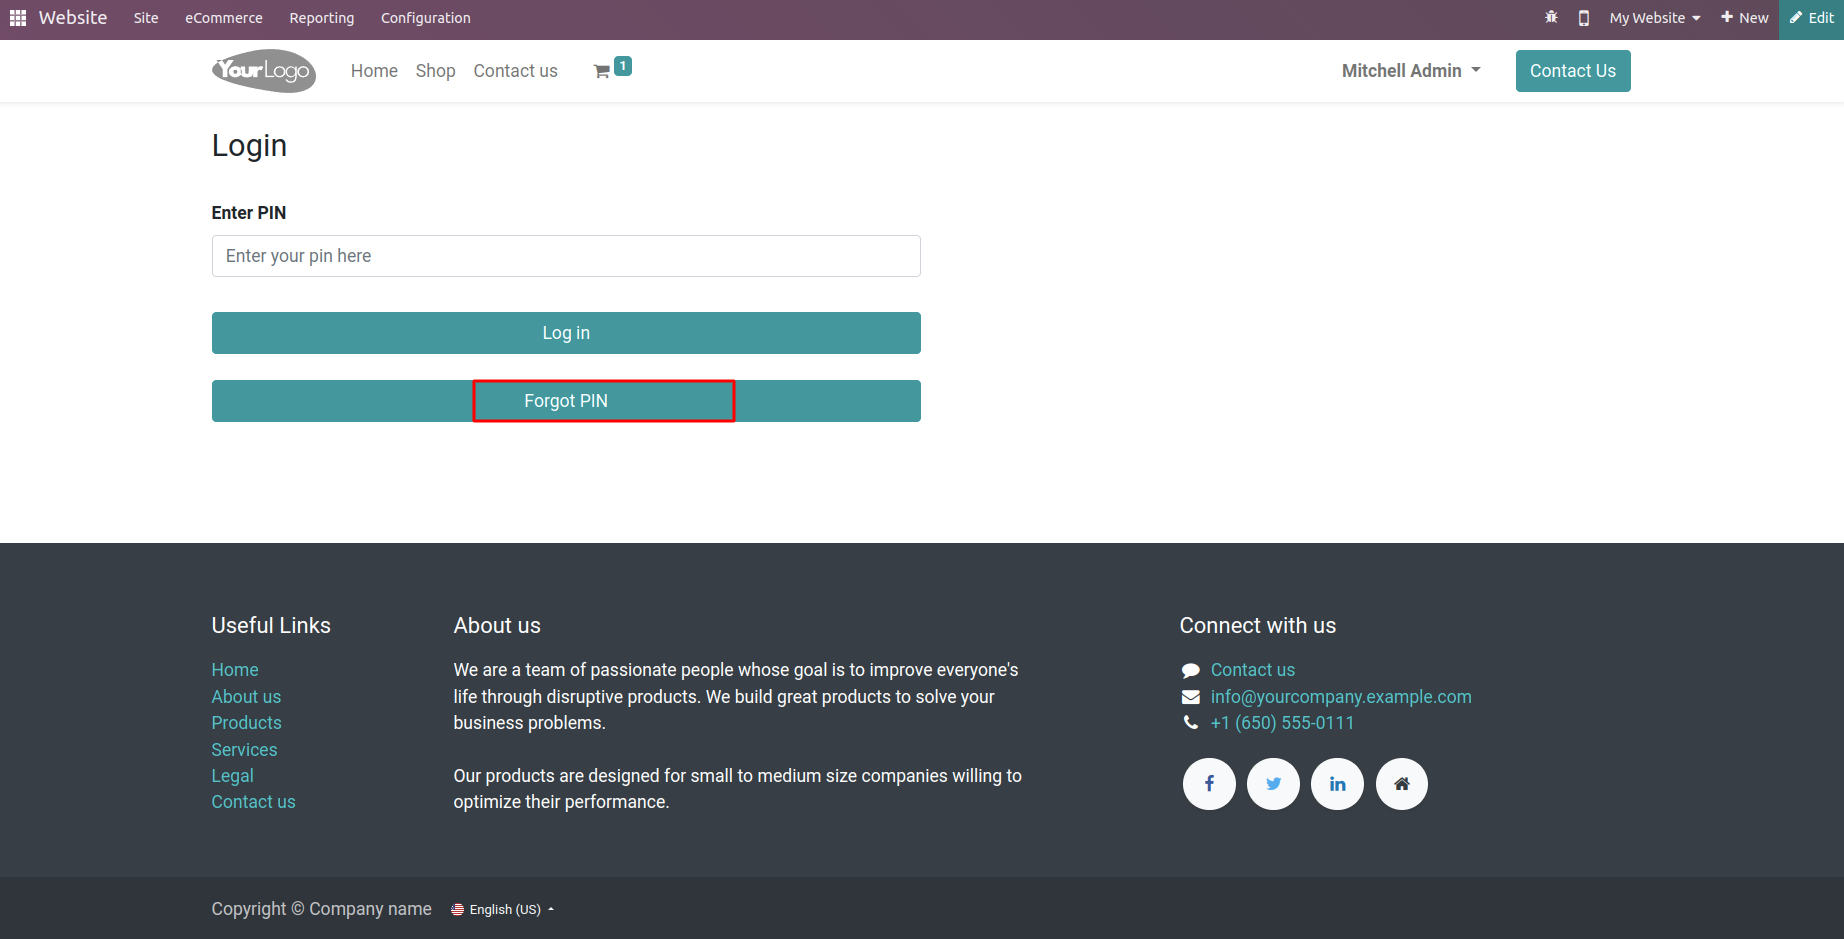 Website Site eCommerce Reporting Configuration My Website New Edit
YourLogo Home Shop Contact us 1 Mitchell Admin Contact Us
Login
Enter PIN
Enter your pin here
Log in
Forgot PIN
Useful Links
Home
About us
Products
Services
Legal
Contact us
About us
We are a team of passionate people whose goal is to improve everyone's
life through disruptive products. We build great products to solve your
business problems.
Our products are designed for small to medium size companies willing to
optimize their performance.
Connect with us
Contact us
info@yourcompany.example.com
+1 (650) 555-0111
Copyright © Company name English (US)